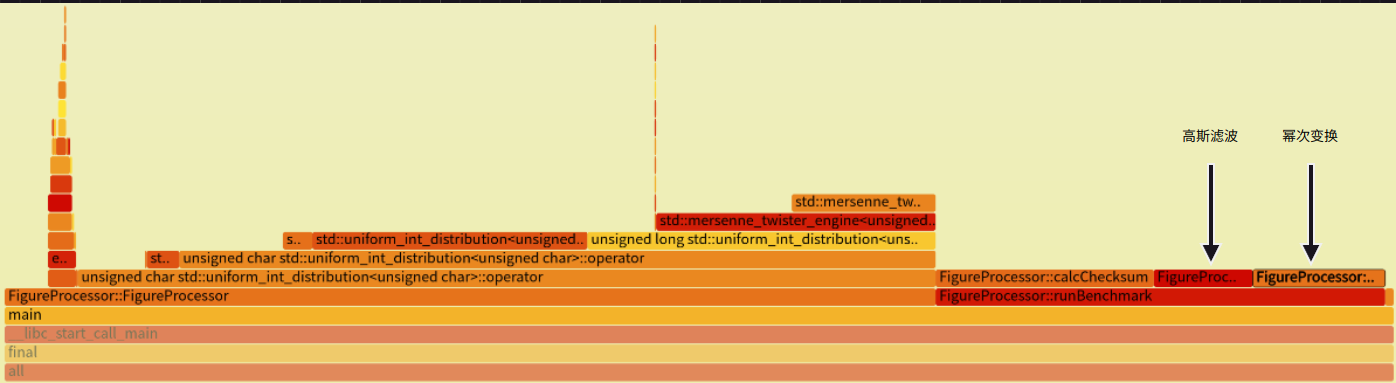 高斯滤波 幂次变换
std::mersenne_tw..
std::mersenne_twister_engine<unsigned..
s.. std::uniform_int_distribution<unsigned.. unsigned long std::uniform_int_distribution<uns..
e.. st.. unsigned char std::uniform_int_distribution<unsigned char>::operator
unsigned char std::uniform_int_distribution<unsigned char>::operator FigureProcessor::calcChecksum FigureProc.. FigureProcessor:..
FigureProcessor::FigureProcessor FigureProcessor::runBenchmark
main
__libc_start_call_main
final
all